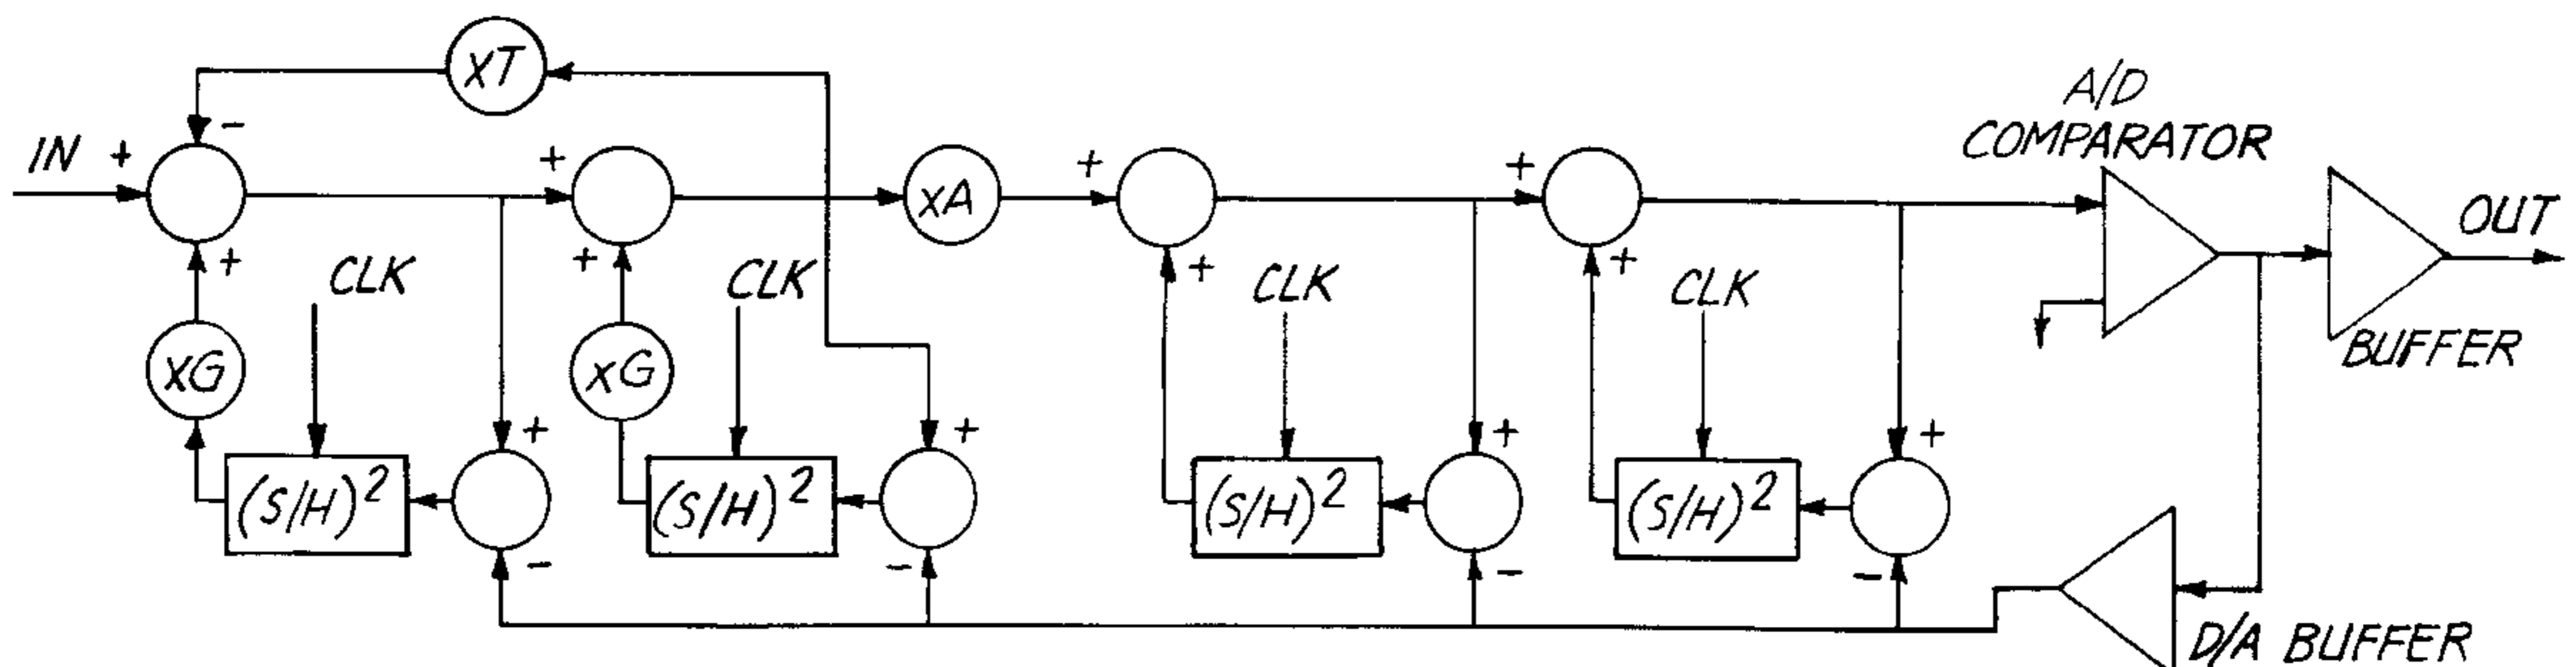 xT
A/D
COMPARATOR
IN + -
+ + + +
xA
OUT
+ CLK + CLK + CLK + CLK
xG xG
BUFFER
+ + + +
(S/H)2 (S/H)2 (S/H)2 (S/H)2
- - - -
D/A BUFFER